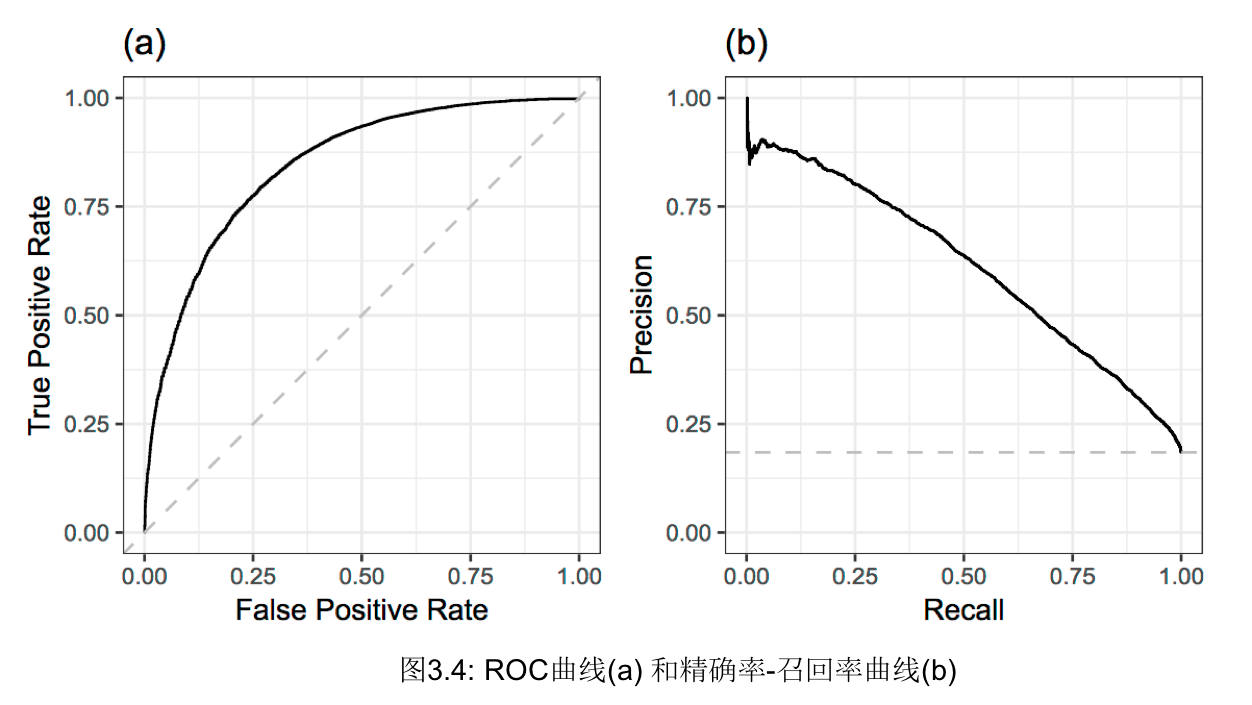 (a)
True Positive Rate
1.00
0.75
0.50
0.25
0.00
0.00 0.25 0.50 0.75 1.00
False Positive Rate
(b)
Precision
1.00
0.75
0.50
0.25
0.00
0.00 0.25 0.50 0.75 1.00
Recall
图3.4: ROC曲线(a) 和精确率-召回率曲线(b)